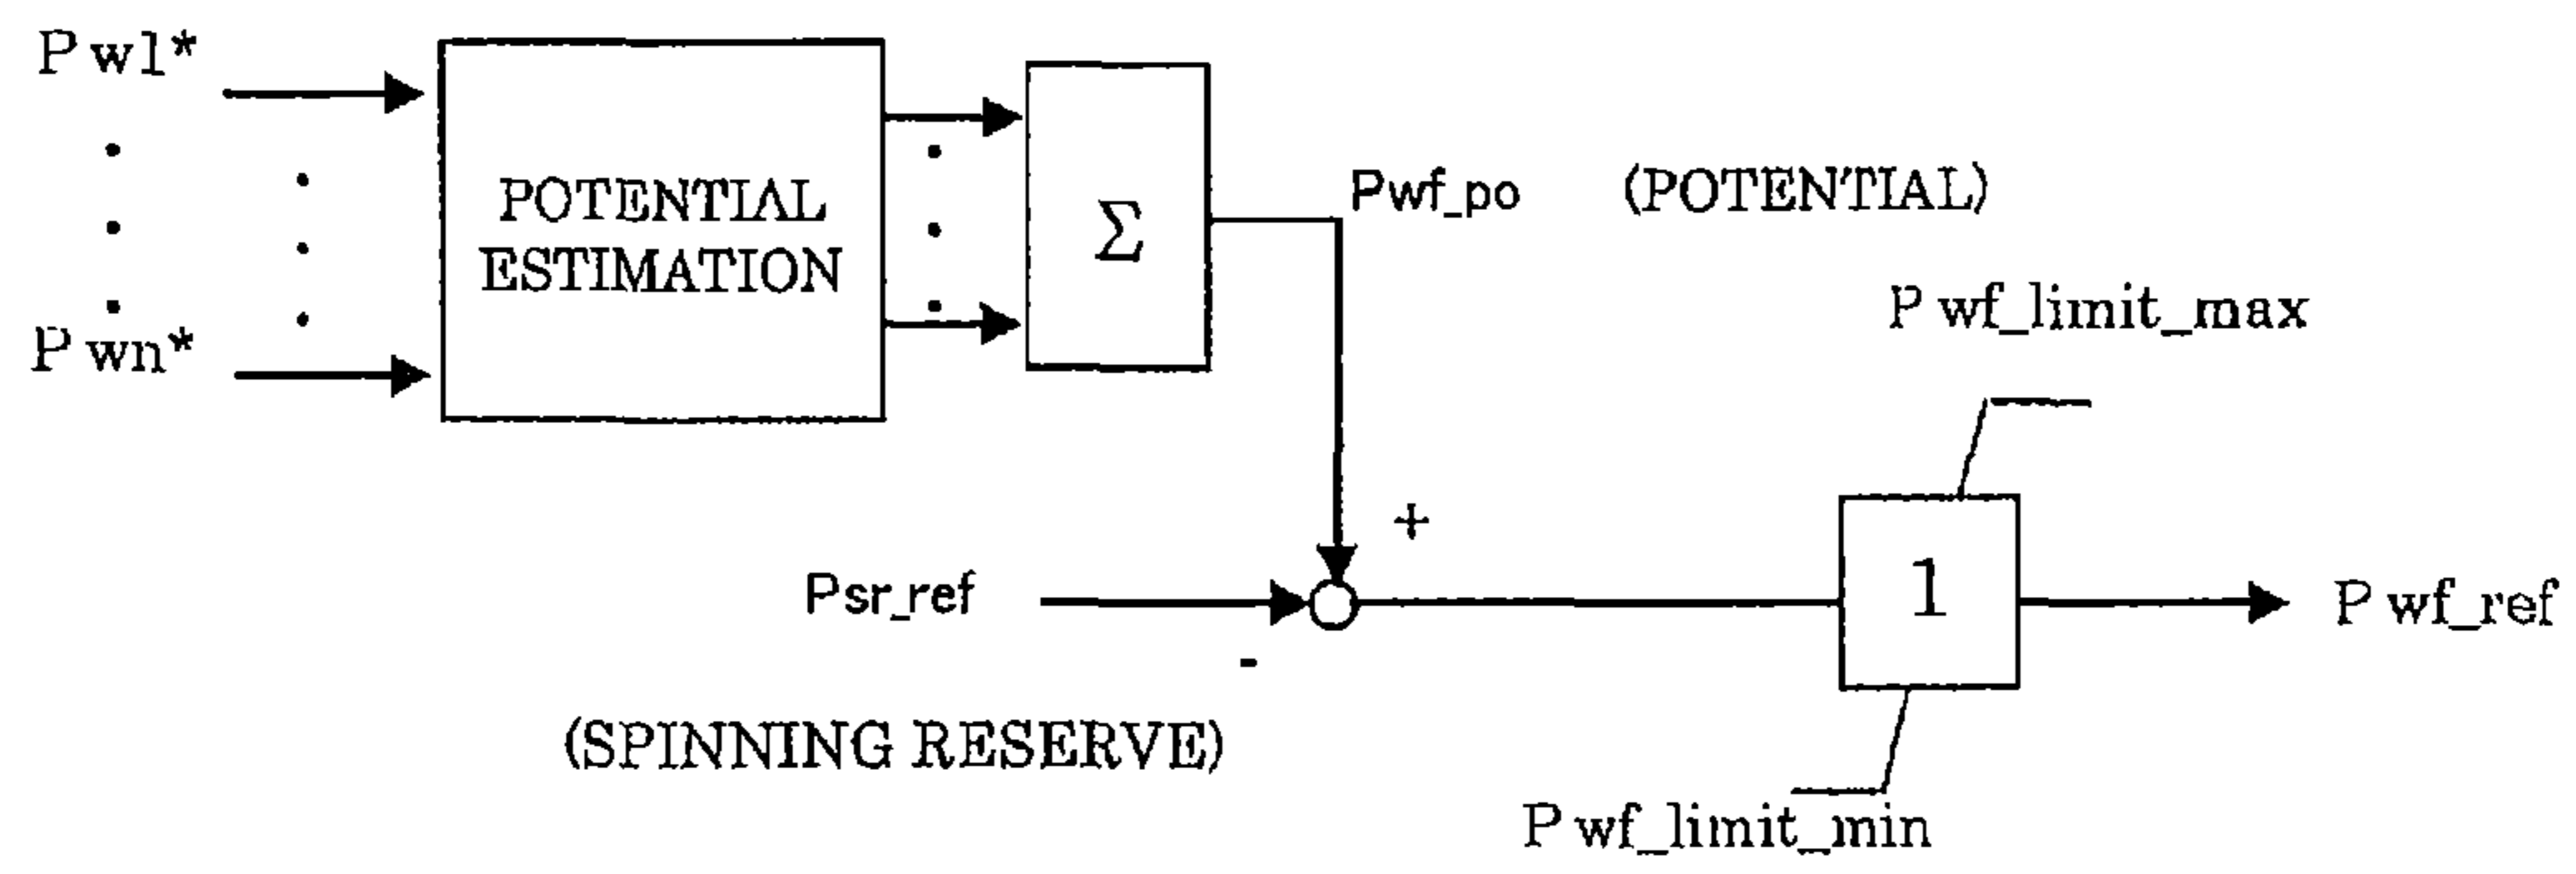 P w1*
POTENTIAL
ESTIMATION
Σ
Pwf_po (POTENTIAL)
P wn*
P wf_limit_max
+
Psr_ref
1
P wf_ref
-
(SPINNING RESERVE)
P wf_limit_min